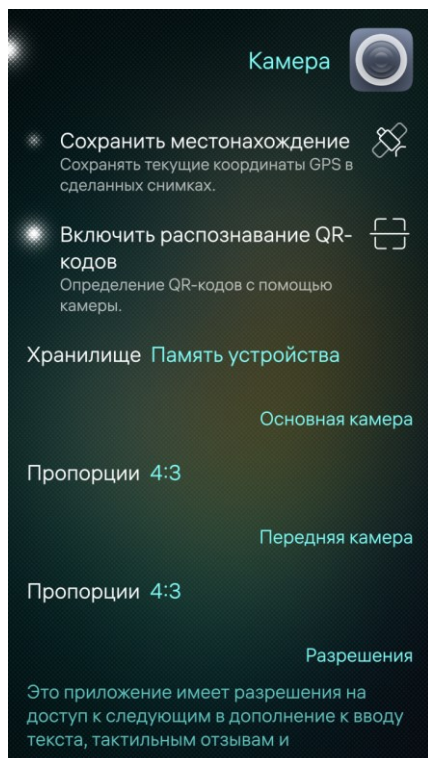 Камера
Сохранить местонахождение
Сохранять текущие координаты GPS в
сделанных снимках.
Включить распознавание QR-
кодов
Определение QR-кодов с помощью
камеры.
Хранилище Память устройства
Основная камера
Пропорции 4:3
Передняя камера
Пропорции 4:3
Разрешения
Это приложение имеет разрешения на
доступ к следующим в дополнение к вводу
текста, тактильным отзывам и